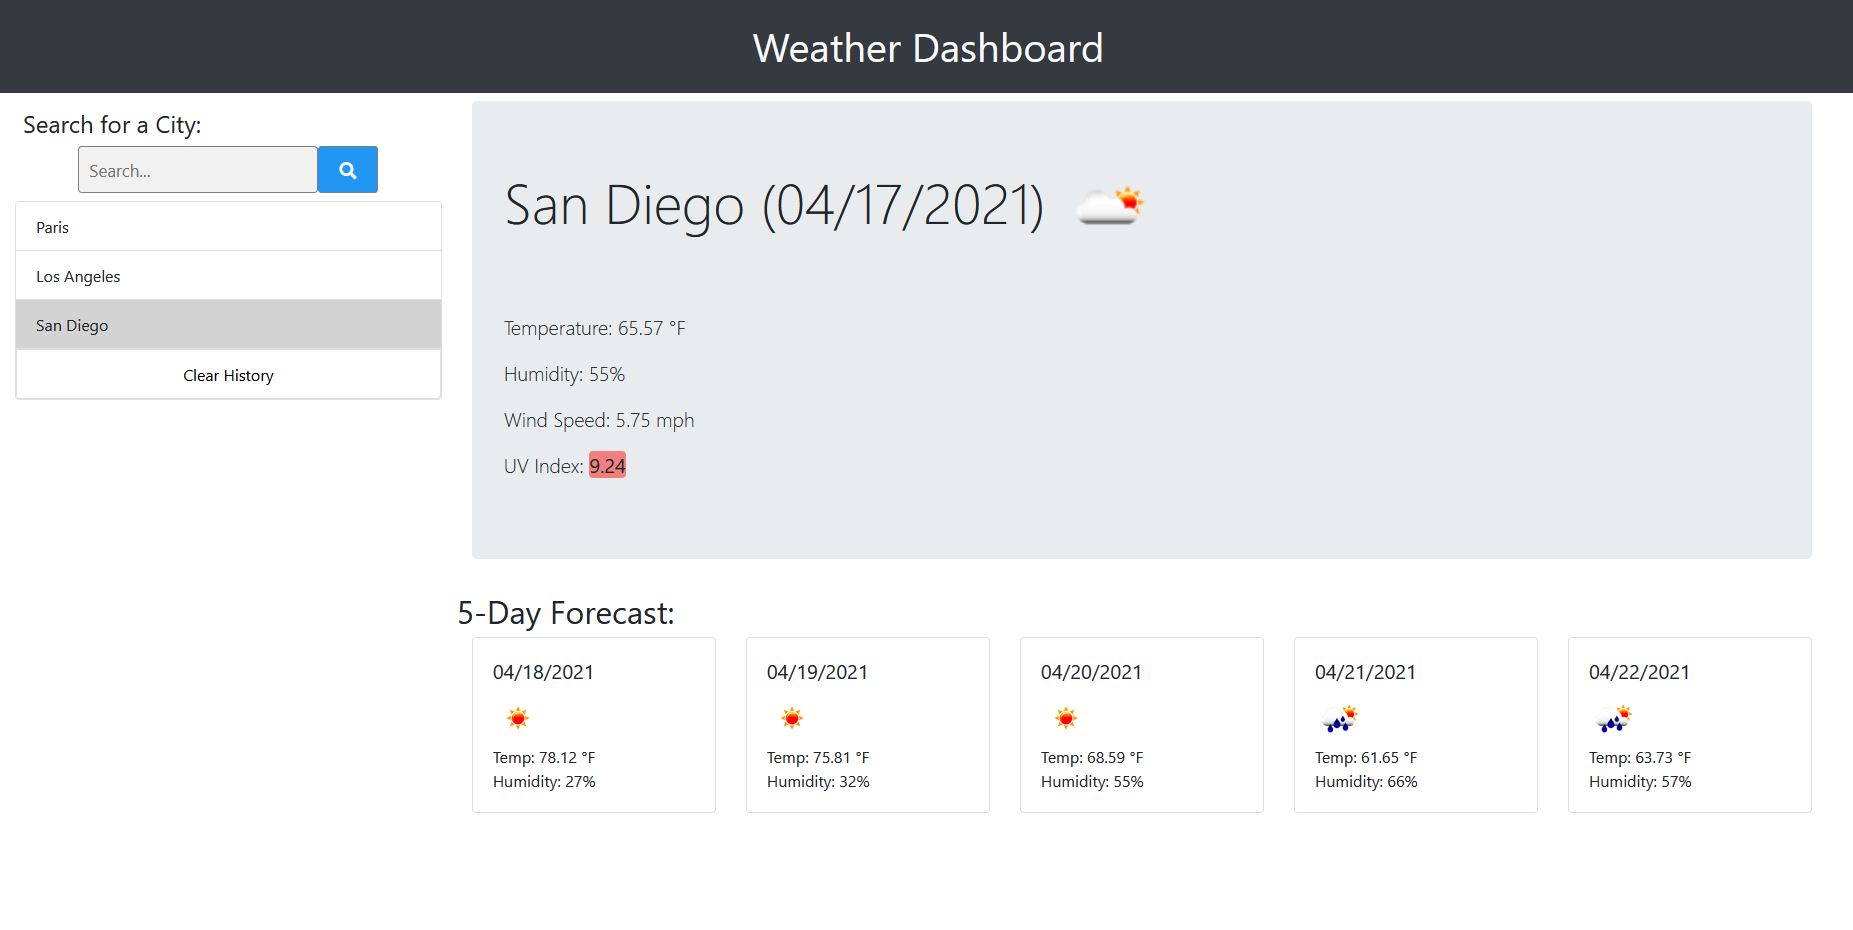 Weather Dashboard
Search for a City:
Search...
Paris
Los Angeles
San Diego
Clear History
San Diego (04/17/2021)
Temperature: 65.57 °F
Humidity: 55%
Wind Speed: 5.75 mph
UV Index: 9.24
5-Day Forecast:
04/18/2021
Temp: 78.12 °F
Humidity: 27%
04/19/2021
Temp: 75.81 °F
Humidity: 32%
04/20/2021
Temp: 68.59 °F
Humidity: 55%
04/21/2021
Temp: 61.65 °F
Humidity: 66%
04/22/2021
Temp: 63.73 °F
Humidity: 57%